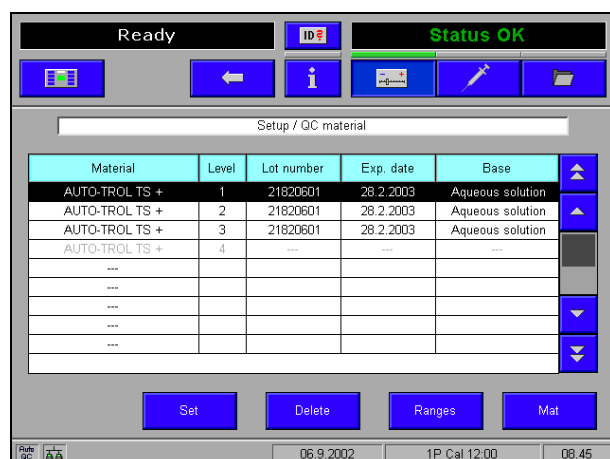 Ready ID Status OK
i
Setup / QC material
Material Level Lot number Exp. date Base
AUTO-TROL TS + 1 21820601 28.2.2003 Aqueous solution
AUTO-TROL TS + 2 21820601 28.2.2003 Aqueous solution
AUTO-TROL TS + 3 21820601 28.2.2003 Aqueous solution
AUTO-TROL TS + 4 --- --- ---
---
---
---
---
---
Set Delete Ranges Mat
Auto QC 06.9.2002 1P Cal 12:00 08.45